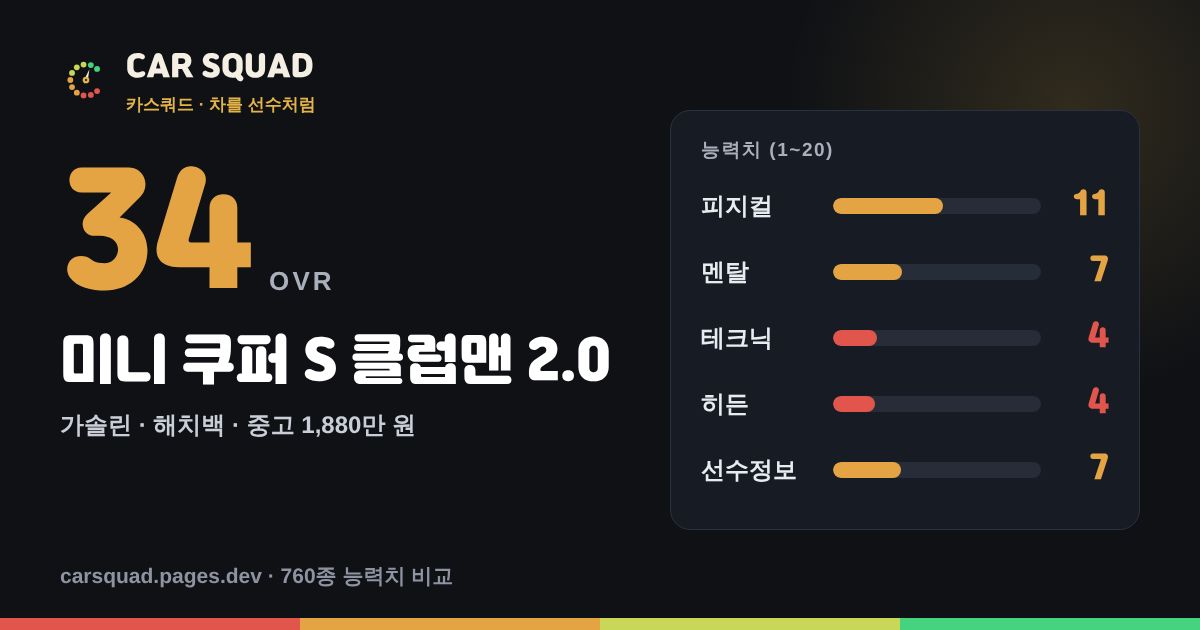 CAR SQUAD
카스쿼드 · 차를 선수처럼
34 OVR
미니 쿠퍼 S 클럽맨 2.0
가솔린 · 해치백 · 중고 1,880만 원
능력치 (1~20)
피지컬 11
멘탈 7
테크닉 4
히든 4
선수정보 7
carsquad.pages.dev · 760종 능력치 비교